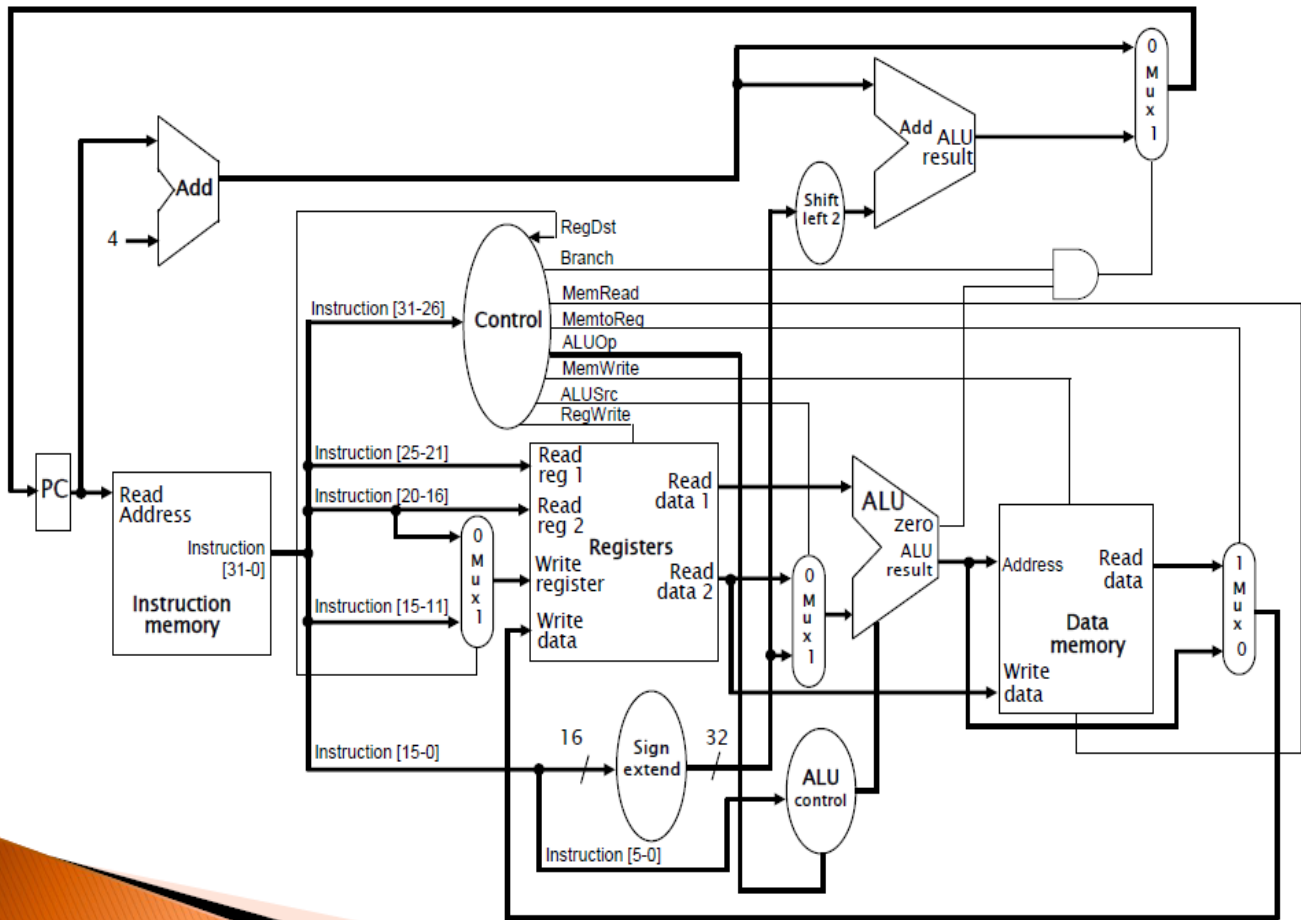 0
M
u
x
1
Add
ALU
result
Add
Shift
left 2
4
RegDst
Branch
MemRead
MemtoReg
ALUOp
MemWrite
ALUSrc
RegWrite
Control
Instruction [31-26]
Instruction [25-21]
Instruction [20-16]
Instruction [15-11]
Instruction [15-0]
Instruction [5-0]
PC
Read
Address
Instruction
[31-0]
Instruction
memory
0
M
u
x
1
Read
reg 1
Read
reg 2
Write
register
Write
data
Registers
Read
data 1
Read
data 2
0
M
u
x
1
ALU
zero
ALU
result
Address
Read
data
Data
memory
Write
data
1
M
u
x
0
16
Sign
extend
32
ALU
control